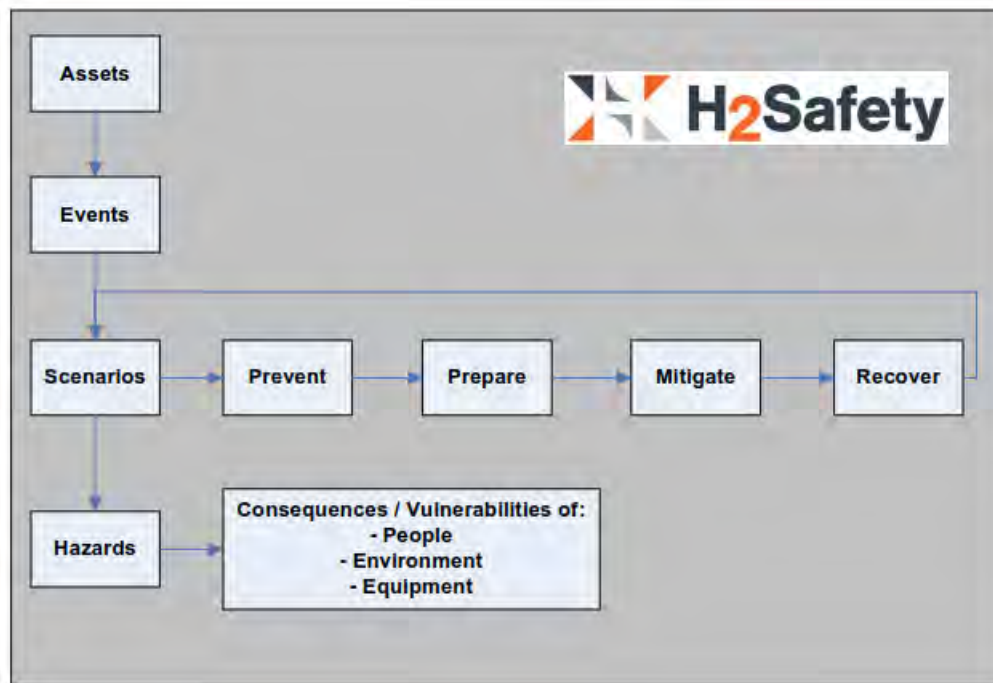 Assets
H2Safety
Events
Scenarios
Prevent
Prepare
Mitigate
Recover
Hazards
Consequences / Vulnerabilities of:
- People
- Environment
- Equipment